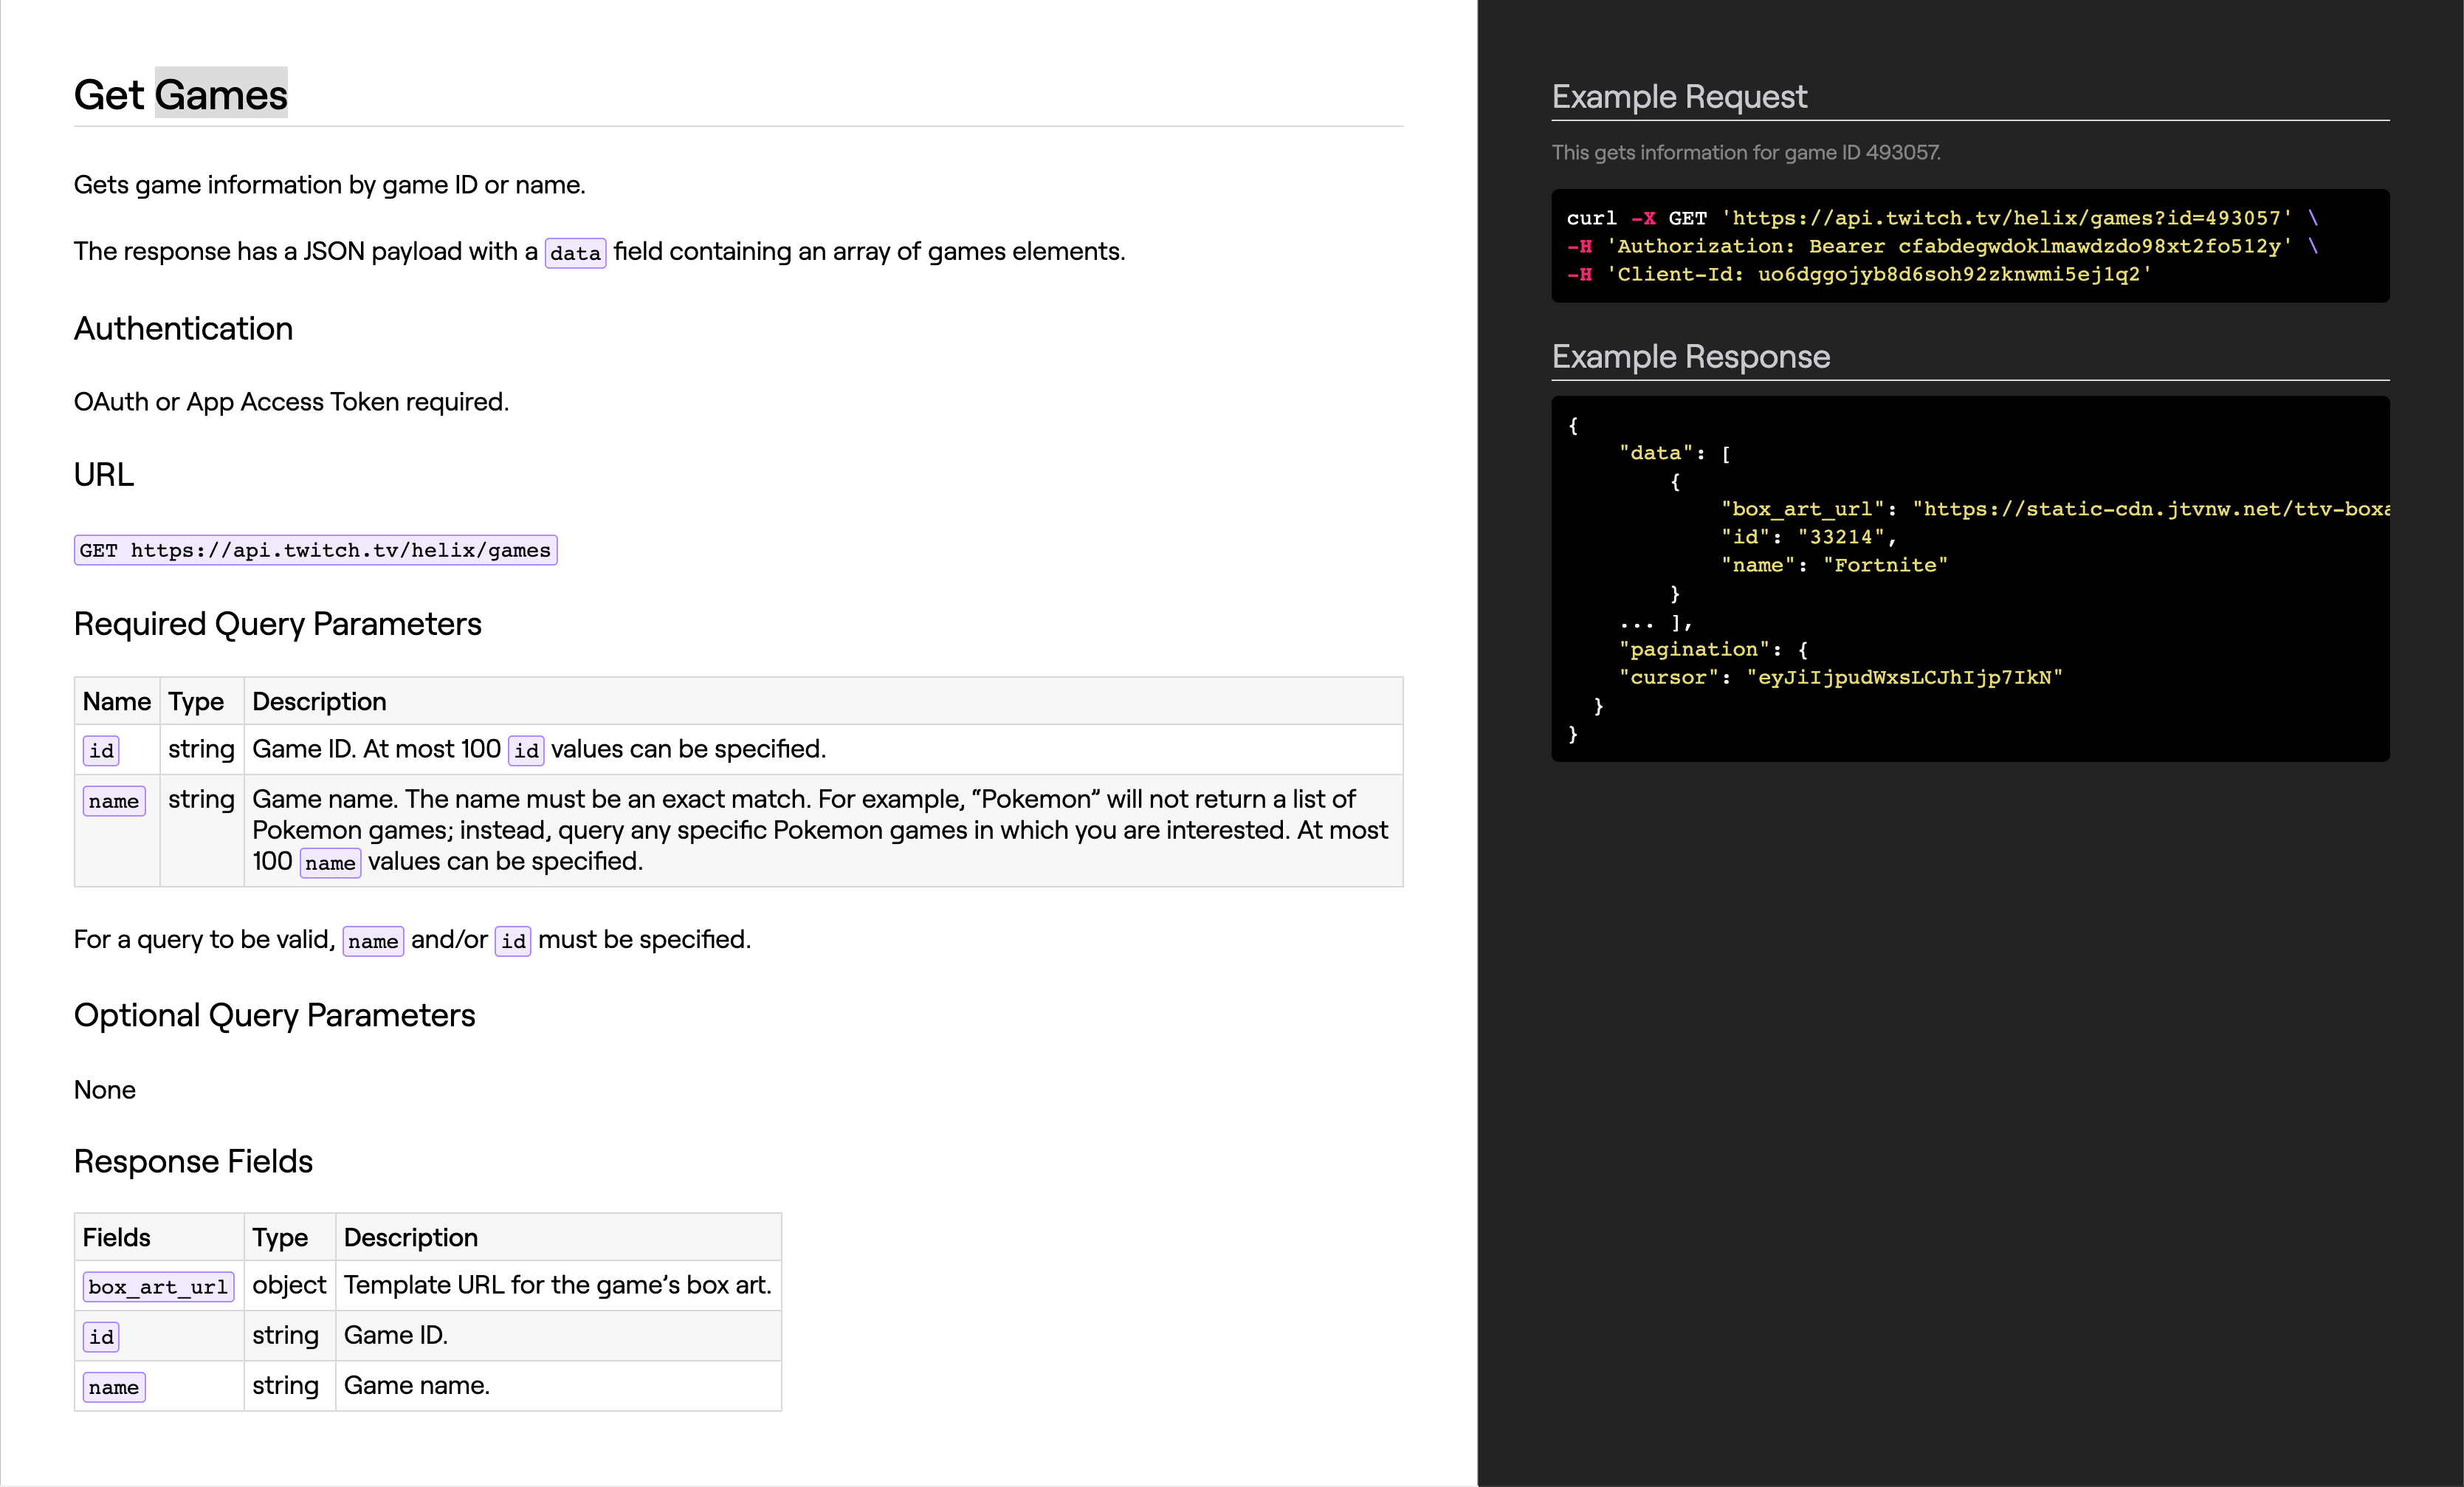 Get Games
Gets game information by game ID or name.
The response has a JSON payload with a data field containing an array of games elements.
Authentication
OAuth or App Access Token required.
URL
GET https://api.twitch.tv/helix/games
Required Query Parameters
Name Type Description
id string Game ID. At most 100 id values can be specified.
name string Game name. The name must be an exact match. For example, “Pokemon” will not return a list of
Pokemon games; instead, query any specific Pokemon games in which you are interested. At most
100 name values can be specified.
For a query to be valid, name and/or id must be specified.
Optional Query Parameters
None
Response Fields
Fields Type Description
box_art_url object Template URL for the game’s box art.
id string Game ID.
name string Game name.
Example Request
This gets information for game ID 493057.
curl -X GET 'https://api.twitch.tv/helix/games?id=493057' \
-H 'Authorization: Bearer cfabdegwdoklmawdzdo98xt2fo512y' \
-H 'Client-Id: uo6dggojyb8d6soh92zknwmi5ej1q2'
Example Response
{
"data": [
{
"box_art_url": "https://static-cdn.jtvnw.net/ttv-boxa
"id": "33214",
"name": "Fortnite"
}
... ],
"pagination": {
"cursor": "eyJiIjpudWxsLCJhIjp7IkN"
}
}